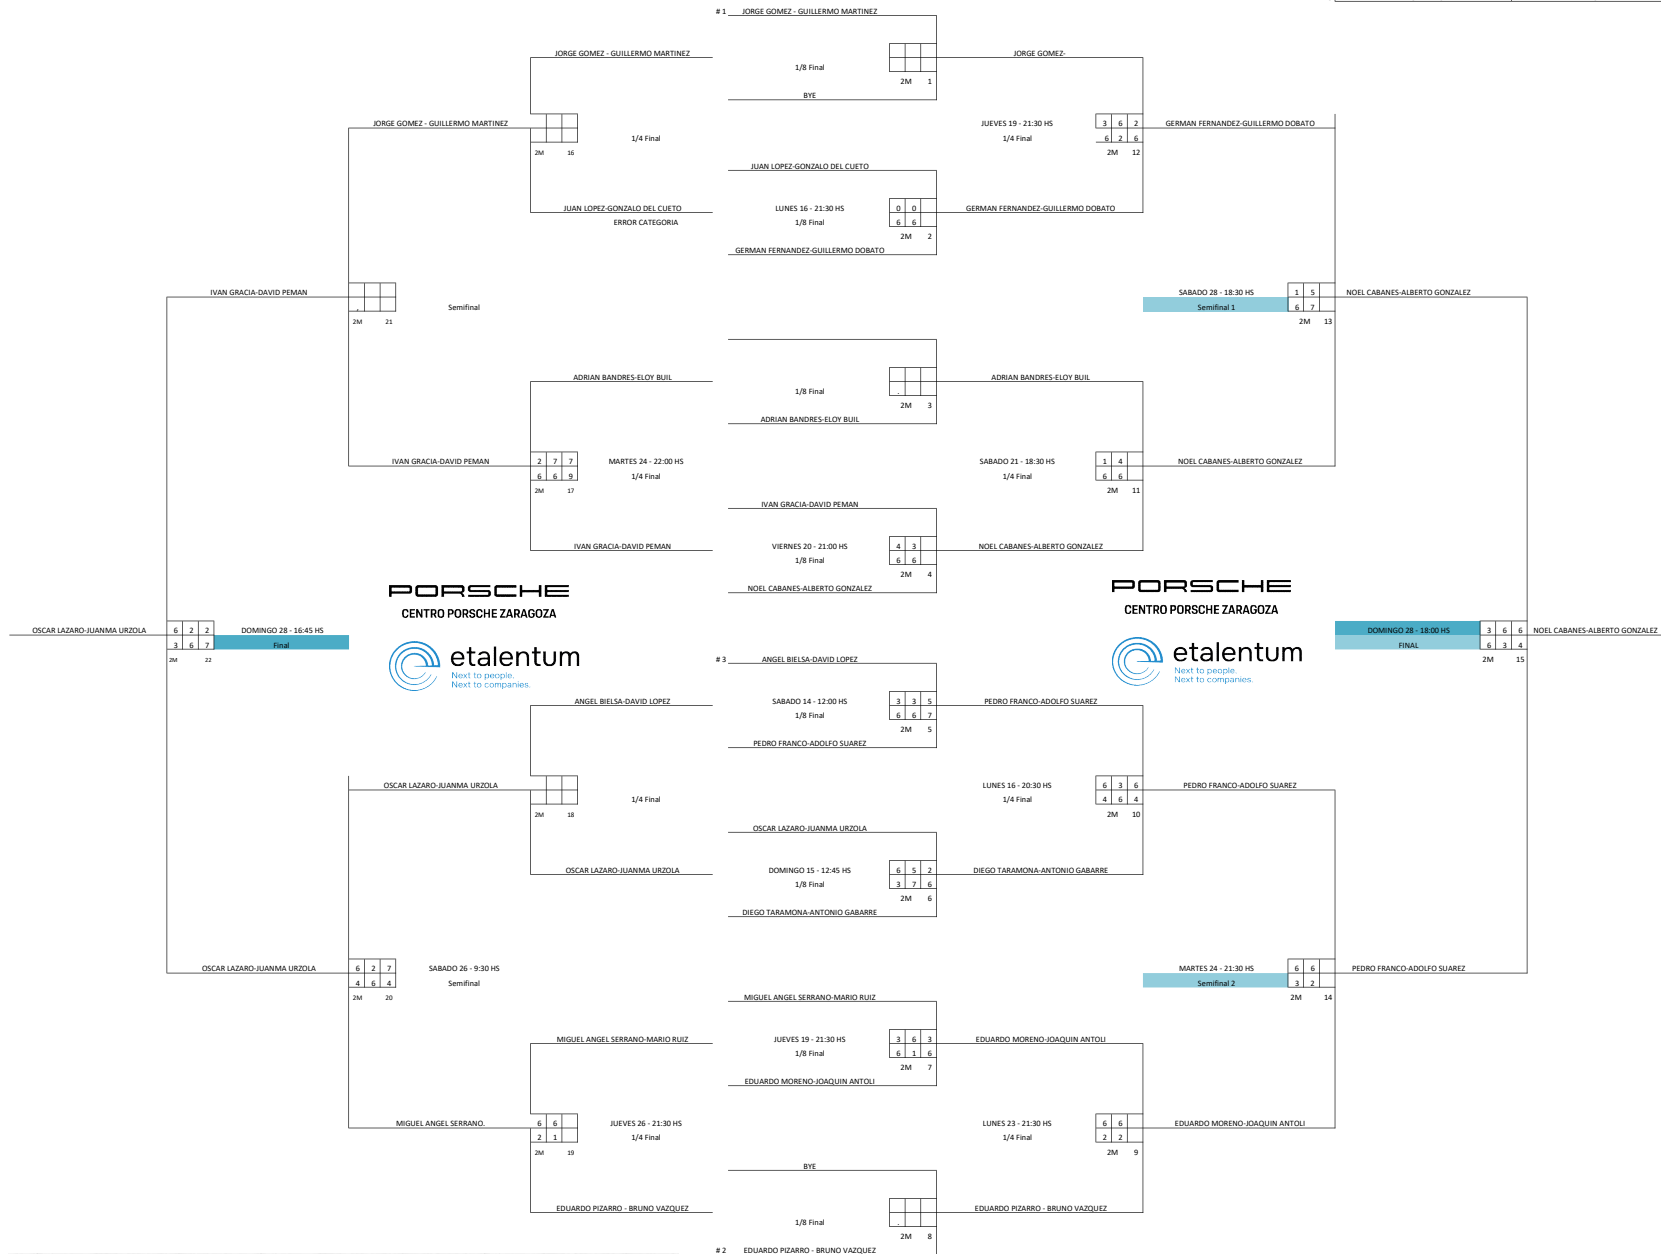 # 1 JORGE GOMEZ - GUILLERMO MARTINEZ
JORGE GOMEZ - GUILLERMO MARTINEZ
JORGE GOMEZ-
1/8 Final
2M 1
BYE
JORGE GOMEZ - GUILLERMO MARTINEZ
JUEVES 19 - 21:30 HS
3 6 2
GERMAN FERNANDEZ-GUILLERMO DOBATO
1/4 Final
1/4 Final
6 2 6
2M 16
2M 12
JUAN LOPEZ-GONZALO DEL CUETO
JUAN LOPEZ-GONZALO DEL CUETO
LUNES 16 - 21:30 HS
0 0
GERMAN FERNANDEZ-GUILLERMO DOBATO
ERROR CATEGORIA
1/8 Final
6 6
2M 2
GERMAN FERNANDEZ-GUILLERMO DOBATO
IVAN GRACIA-DAVID PEMAN
SABADO 28 - 18:30 HS
1 5
NOEL CABANES-ALBERTO GONZALEZ
Semifinal
Semifinal 1
6 7
2M 21
2M 13
ADRIAN BANDRES-ELOY BUIL
ADRIAN BANDRES-ELOY BUIL
1/8 Final
2M 3
ADRIAN BANDRES-ELOY BUIL
IVAN GRACIA-DAVID PEMAN
2 7 7
MARTES 24 - 22:00 HS
SABADO 21 - 18:30 HS
1 4
NOEL CABANES-ALBERTO GONZALEZ
6 6 9
1/4 Final
1/4 Final
6 6
2M 17
2M 11
IVAN GRACIA-DAVID PEMAN
IVAN GRACIA-DAVID PEMAN
VIERNES 20 - 21:00 HS
4 3
NOEL CABANES-ALBERTO GONZALEZ
1/8 Final
6 6
2M 4
NOEL CABANES-ALBERTO GONZALEZ
PORSCHE
PORSCHE
CENTRO PORSCHE ZARAGOZA
CENTRO PORSCHE ZARAGOZA
OSCAR LAZARO-JUANMA URZOLA
6 2 2
DOMINGO 28 - 16:45 HS
DOMINGO 28 - 18:00 HS
3 6 6
NOEL CABANES-ALBERTO GONZALEZ
3 6 7
Final
FINAL
6 3 4
2M 22
2M 15
etalentum
Next to people.
Next to companies.
etalentum
Next to people.
Next to companies.
# 3 ANGEL BIELSA-DAVID LOPEZ
ANGEL BIELSA-DAVID LOPEZ
SABADO 14 - 12:00 HS
3 3 5
PEDRO FRANCO-ADOLFO SUAREZ
1/8 Final
6 6 7
2M 5
PEDRO FRANCO-ADOLFO SUAREZ
OSCAR LAZARO-JUANMA URZOLA
LUNES 16 - 20:30 HS
6 3 6
PEDRO FRANCO-ADOLFO SUAREZ
1/4 Final
1/4 Final
4 6 4
2M 18
2M 10
OSCAR LAZARO-JUANMA URZOLA
OSCAR LAZARO-JUANMA URZOLA
DOMINGO 15 - 12:45 HS
6 5 2
DIEGO TARAMONA-ANTONIO GABARRE
1/8 Final
3 7 6
2M 6
DIEGO TARAMONA-ANTONIO GABARRE
OSCAR LAZARO-JUANMA URZOLA
6 2 7
SABADO 26 - 9:30 HS
MARTES 24 - 21:30 HS
6 6
PEDRO FRANCO-ADOLFO SUAREZ
4 6 4
Semifinal
Semifinal 2
3 2
2M 20
2M 14
MIGUEL ANGEL SERRANO-MARIO RUIZ
MIGUEL ANGEL SERRANO-MARIO RUIZ
JUEVES 19 - 21:30 HS
3 6 3
EDUARDO MORENO-JOAQUIN ANTOLI
1/8 Final
6 1 6
2M 7
EDUARDO MORENO-JOAQUIN ANTOLI
MIGUEL ANGEL SERRANO.
6 6
JUEVES 26 - 21:30 HS
LUNES 23 - 21:30 HS
6 6
EDUARDO MORENO-JOAQUIN ANTOLI
2 1
1/4 Final
1/4 Final
2 2
2M 19
2M 9
BYE
EDUARDO PIZARRO - BRUNO VAZQUEZ
EDUARDO PIZARRO - BRUNO VAZQUEZ
1/8 Final
2M 8
# 2 EDUARDO PIZARRO - BRUNO VAZQUEZ